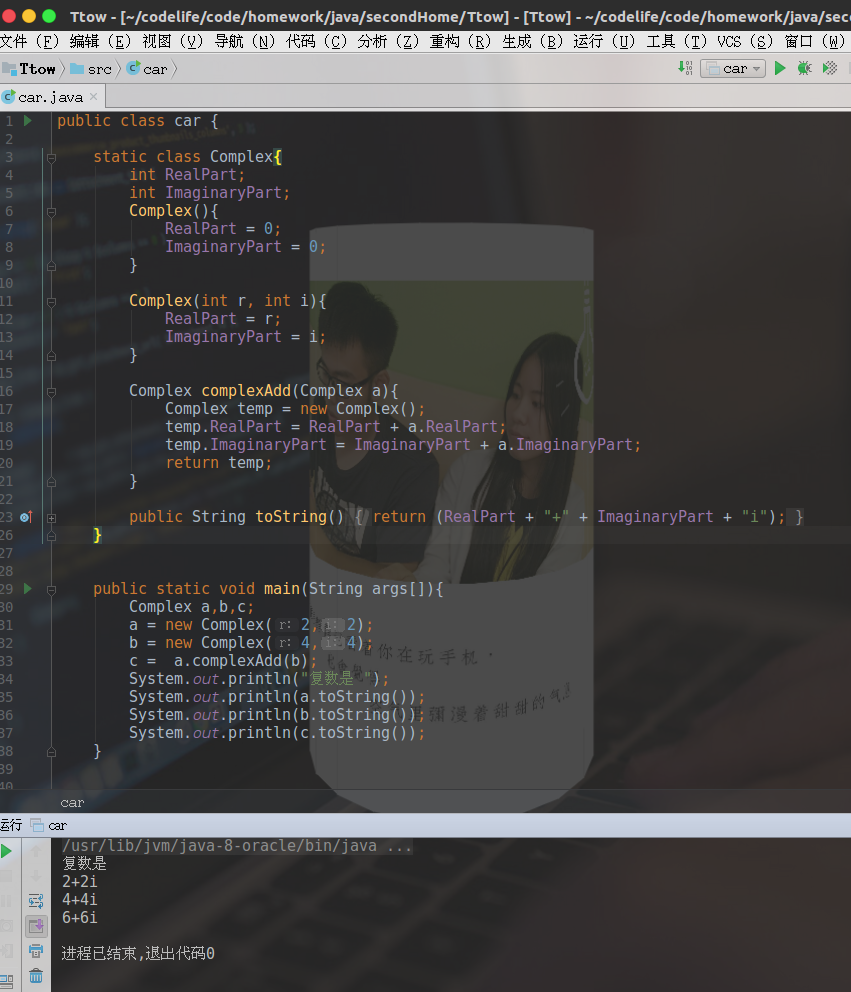 Ttow - [~/codelife/code/homework/java/secondHome/Ttow] - [Ttow] - ~/codelife/code/homework/java/seco
文件 (F) 编辑 (E) 视图 (V) 导航 (N) 代码 (C) 分析 (Z) 重构 (R) 生成 (B) 运行 (U) 工具 (T) VCS (S) 窗口 (W)
Ttow src car car
car.java
1 public class car {
2
3 static class Complex{
4 int RealPart;
5 int ImaginaryPart;
6 Complex(){
7 RealPart = 0;
8 ImaginaryPart = 0;
9 }
10
11 Complex(int r, int i){
12 RealPart = r;
13 ImaginaryPart = i;
14 }
15
16 Complex complexAdd(Complex a){
17 Complex temp = new Complex();
18 temp.RealPart = RealPart + a.RealPart;
19 temp.ImaginaryPart = ImaginaryPart + a.ImaginaryPart;
20 return temp;
21 }
22
23 public String toString() { return (RealPart + "+" + ImaginaryPart + "i"); }
26 }
27
28
29 public static void main(String args[]){
30 Complex a,b,c;
31 a = new Complex( r: 2, i: 2);
32 b = new Complex( r: 4, i: 4);
33 c = a.complexAdd(b);
34 System.out.println("复数是 ");
35 System.out.println(a.toString());
36 System.out.println(b.toString());
37 System.out.println(c.toString());
38 }
39
40
你在玩手机
弥漫着甜甜的
car
运行 car
/usr/lib/jvm/java-8-oracle/bin/java ...
复数是
2+2i
4+4i
6+6i
进程已结束,退出代码0